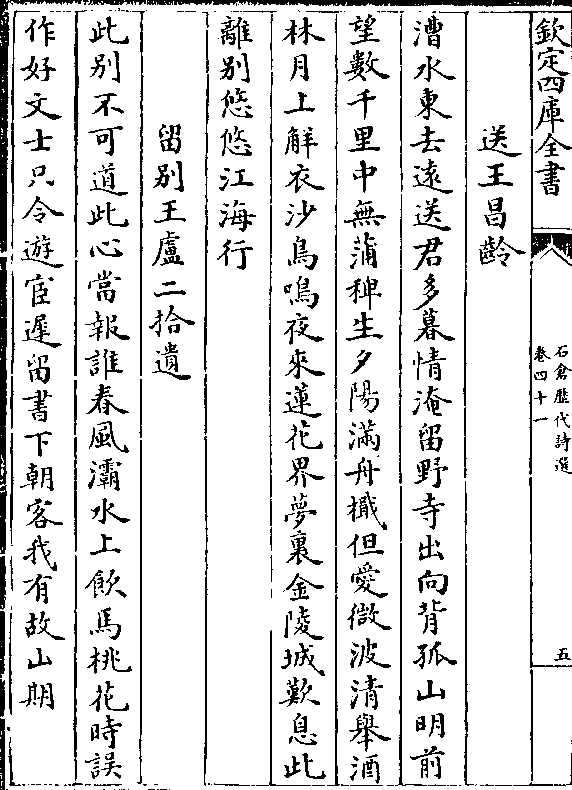 欽定四庫全書
石倉歷代詩選
卷四十一
五
送王昌齡
漕水東去遠送君多暮情淹留野寺出向背孤山明前
望數千里中無蒲稗生夕陽滿舟檝但愛微波清舉酒
林月上解衣沙鳥鳴夜來蓮花界夢裏金陵城歎息此
離別悠悠江海行
留別王盧二拾遺
此別不可道此心當報誰春風灞水上飲馬桃花時誤
作好文士只令遊宦遲留書下朝客我有故山期